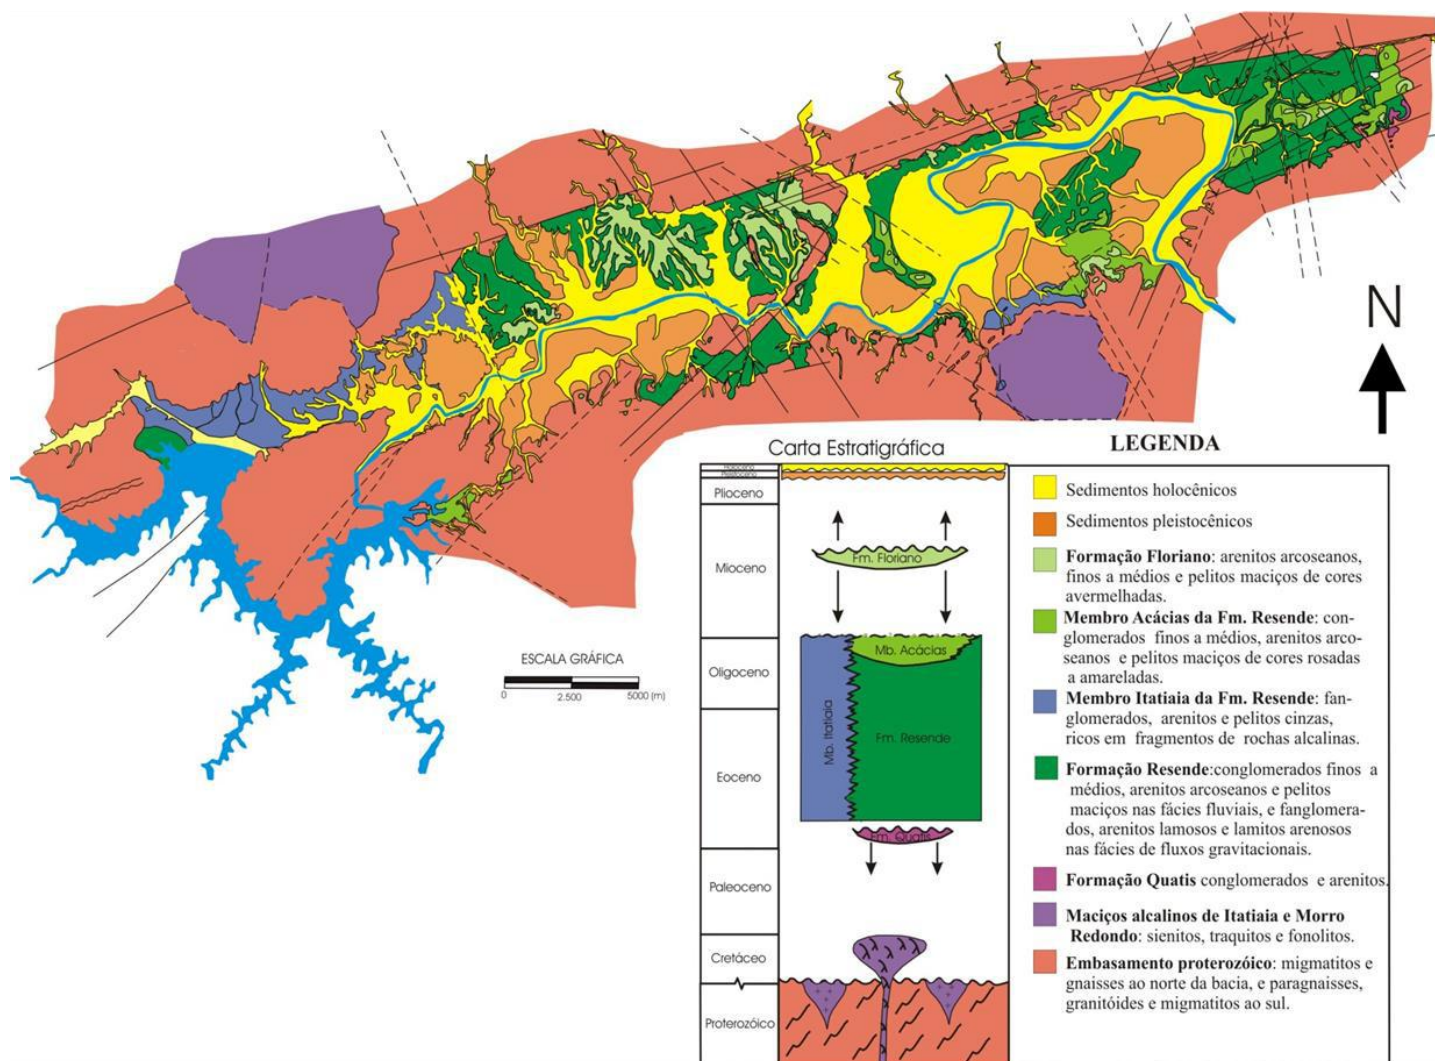 N
Carta Estratigráfica
LEGENDA
Holoceno
Pleistoceno
Plioceno
Mioceno
Oligoceno
Eoceno
Paleoceno
Cretáceo
Proterozóico
Fm. Floriano
Mb. Acácias
Mb. Itatiaia
Fm. Resende
Fm. Quatis
ESCALA GRÁFICA
0 2.500 5000 (m)
Sedimentos holocênicos
Sedimentos pleistocênicos
Formação Floriano: arenitos arcoseanos,
finos a médios e pelitos maciços de cores
avermelhadas.
Membro Acácias da Fm. Resende: con-
glomerados finos a médios, arenitos arco-
seanos e pelitos maciços de cores rosadas
a amareladas.
Membro Itatiaia da Fm. Resende: fan-
glomerados, arenitos e pelitos cinzas,
ricos em fragmentos de rochas alcalinas.
Formação Resende:conglomerados finos a
médios, arenitos arcoseanos e pelitos
maciços nas fácies fluviais, e fanglomera-
dos, arenitos lamosos e lamitos arenosos
nas fácies de fluxos gravitacionais.
Formação Quatis conglomerados e arenitos.
Maciços alcalinos de Itatiaia e Morro
Redondo: sienitos, traquitos e fonolitos.
Embasamento proterozóico: migmatitos e
gnaisses ao norte da bacia, e paragnaisses,
granitóides e migmatitos ao sul.